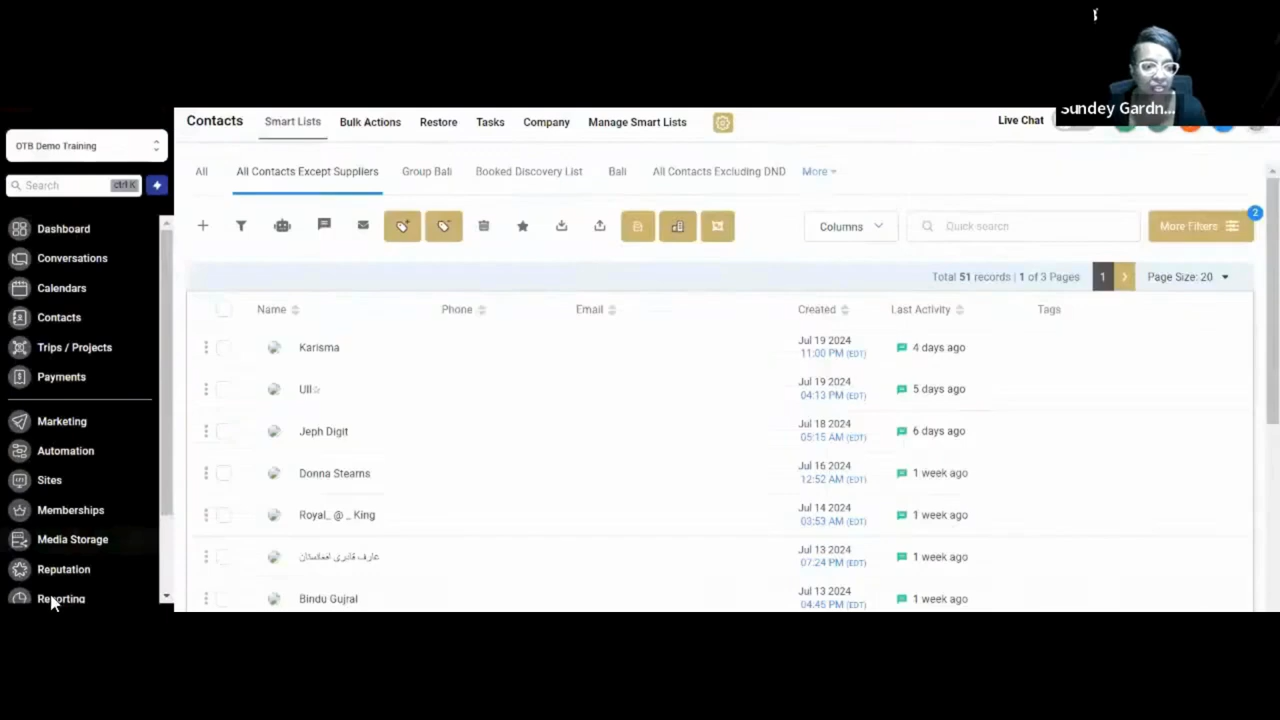 Sundey Gardn...
OTB Demo Training
Search ctrl K
Dashboard
Conversations
Calendars
Contacts
Trips / Projects
Payments
Marketing
Automation
Sites
Memberships
Media Storage
Reputation
Reporting
Contacts Smart Lists Bulk Actions Restore Tasks Company Manage Smart Lists Live Chat
All All Contacts Except Suppliers Group Bali Booked Discovery List Bali All Contacts Excluding DND More
Columns Quick search More Filters 2
Total 51 records | 1 of 3 Pages 1 Page Size: 20
Name Phone Email Created Last Activity Tags
Karisma Jul 19 2024 11:00 PM (EDT) 4 days ago
Jul 19 2024 04:13 PM (EDT) 5 days ago
Jeph Digit Jul 18 2024 05:15 AM (EDT) 6 days ago
Donna Stearns Jul 16 2024 12:52 AM (EDT) 1 week ago
Royal_ @ _ King Jul 14 2024 03:53 AM (EDT) 1 week ago
عارف قادری Jul 13 2024 07:24 PM (EDT) 1 week ago
Bindu Gujral Jul 13 2024 04:45 PM (EDT) 1 week ago